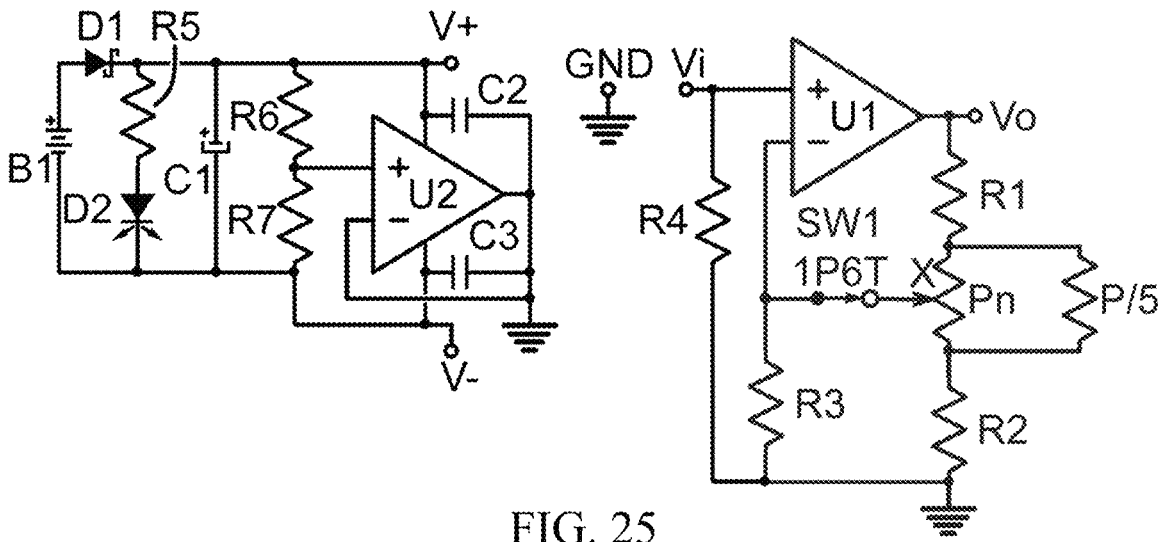 D1
R5
V+
B1
D2
C1
R6
R7
+
−
U2
C2
C3
V-
GND
Vi
+
−
U1
Vo
R4
SW1
1P6T
X
R1
Pn
P/5
R3
R2
FIG. 25